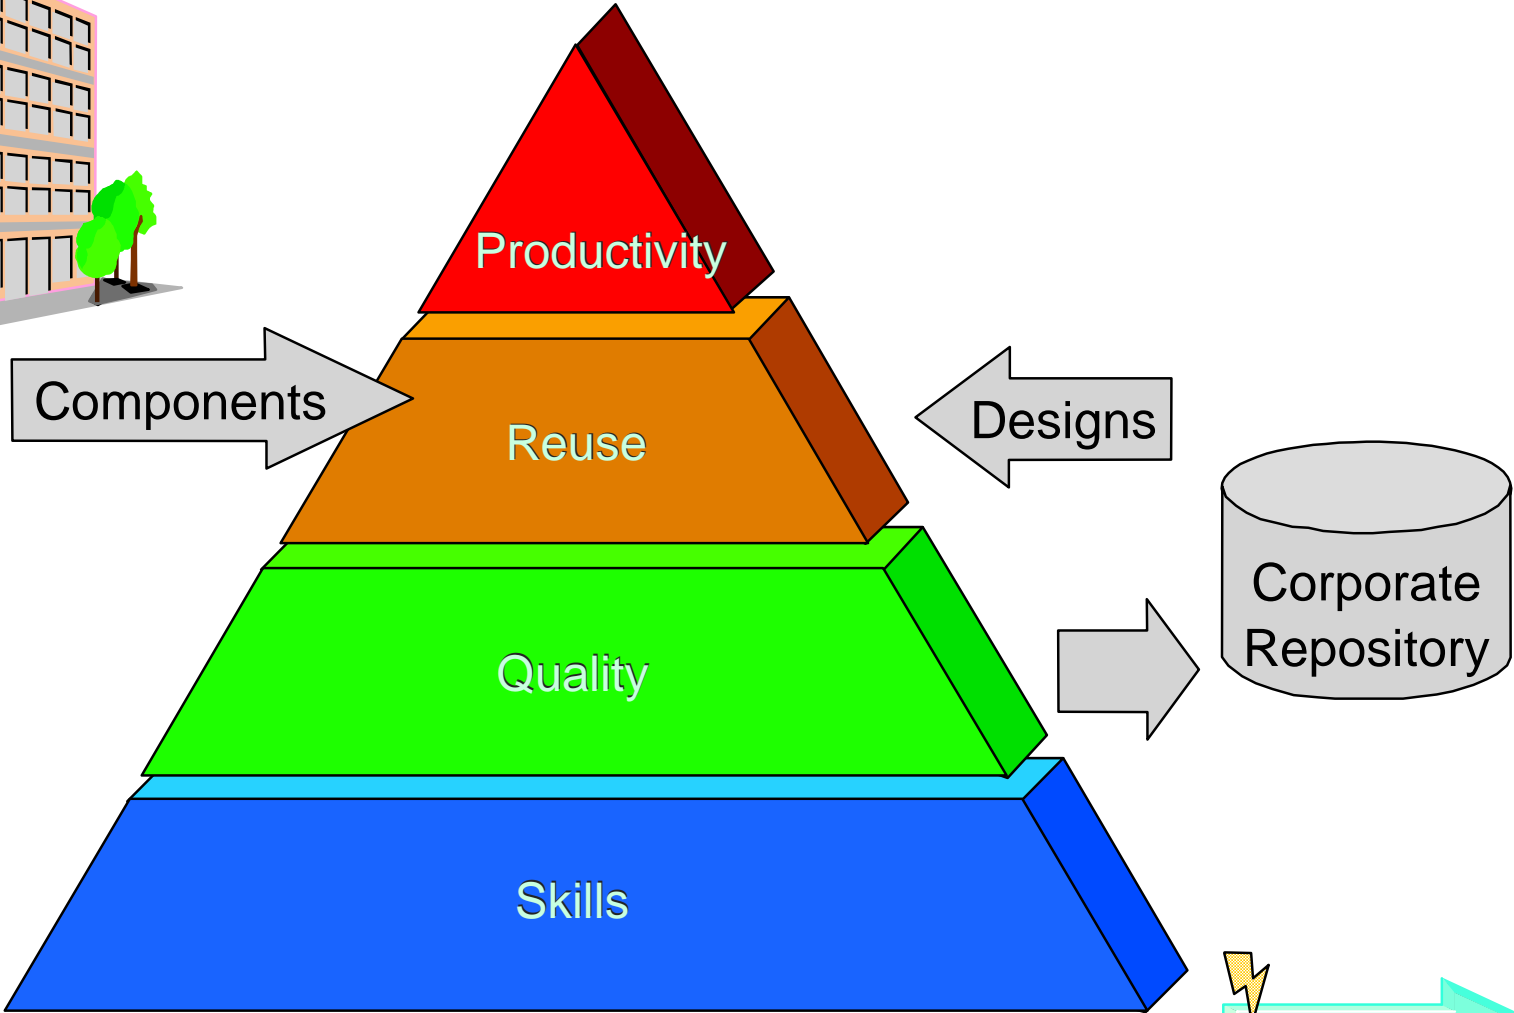 Productivity
Components
Designs
Reuse
Corporate
Repository
Quality
Skills